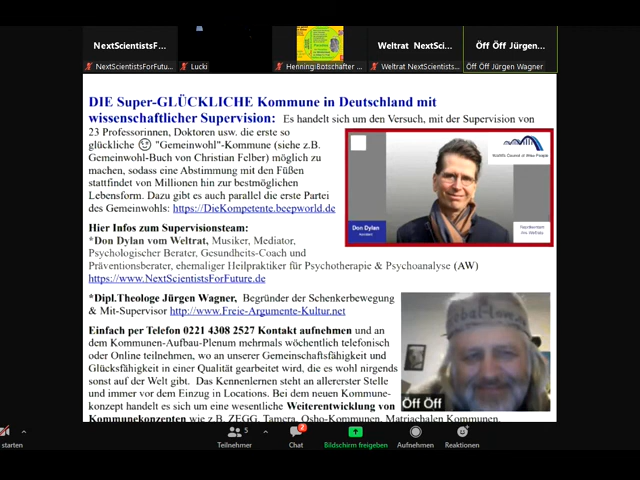 NextScientistsF...
Weltrat NextSci...
Öff Öff Jürgen...
NextScientistsForFutu...
Lucki
Henning:Botschafter ...
Weltrat NextScientists...
Öff Öff Jürgen Wagner
DIE Super-GLÜCKLICHE Kommune in Deutschland mit
wissenschaftlicher Supervision: Es handelt sich um den Versuch, mit der Supervision von
23 Professorinnen, Doktoren usw. die erste so
glückliche "Gemeinwohl"-Kommune (siehe z.B.
Gemeinwohl-Buch von Christian Felber) möglich zu
machen, sodass eine Abstimmung mit den Füßen
stattfindet von Millionen hin zur bestmöglichen
Lebensform. Dazu gibt es auch parallel die erste Partei
des Gemeinwohls: https://DieKompetente.beepworld.de
World's Council of Wise People
Don Dylan
Hier Infos zum Supervisionsteam:
*Don Dylan vom Weltrat, Musiker, Mediator,
Psychologischer Berater, Gesundheits-Coach und
Präventionsberater, ehemaliger Heilpraktiker für Psychotherapie & Psychoanalyse (AW)
https://www.NextScientistsForFuture.de
*Dipl.Theologe Jürgen Wagner, Begründer der Schenkerbewegung
& Mit-Supervisor http://www.Freie-Argumente-Kultur.net
Einfach per Telefon 0221 4308 2527 Kontakt aufnehmen und an
dem Kommunen-Aufbau-Plenum mehrmals wöchentlich telefonisch
oder Online teilnehmen, wo an unserer Gemeinschaftsfähigkeit und
Glücksfähigkeit in einer Qualität gearbeitet wird, die es wohl nirgends
sonst auf der Welt gibt. Das Kennenlernen steht an allererster Stelle
und immer vor dem Einzug in Locations. Bei dem neuen Kommune-
konzept handelt es sich um eine wesentliche Weiterentwicklung von
Kommunekonzepten wie z.B. ZEGG, Tamera, Osho-Kommunen, Matriachalen Kommunen,
Öff Öff
starten
Teilnehmer
5
Chat
2
Bildschirm freigeben
Aufnehmen
Reaktionen